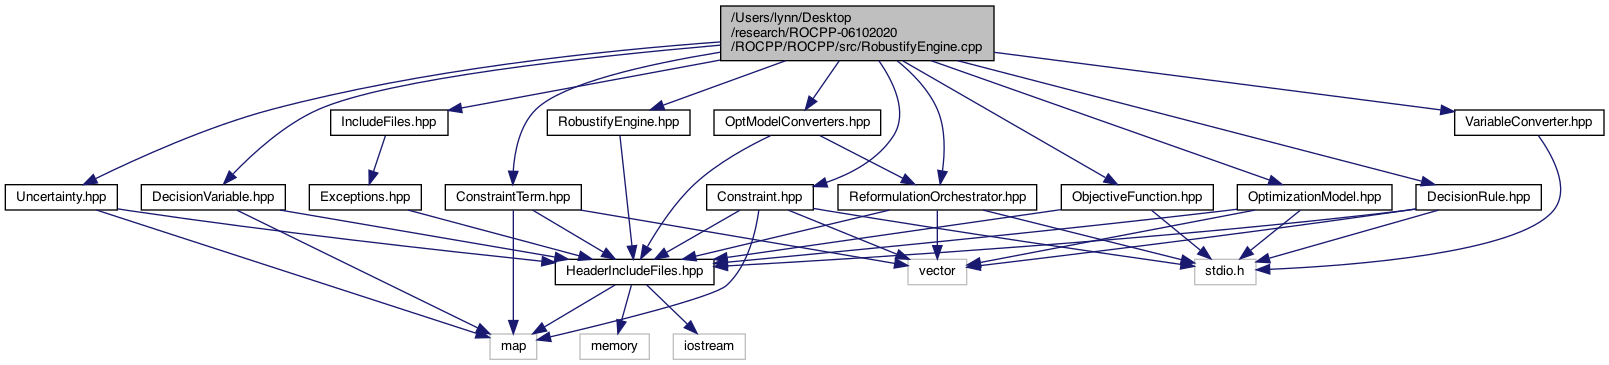 /Users/lynn/Desktop
/research/ROCPP-06102020
/ROCPP/ROCPP/src/RobustifyEngine.cpp
IncludeFiles.hpp
RobustifyEngine.hpp
OptModelConverters.hpp
VariableConverter.hpp
Uncertainty.hpp
DecisionVariable.hpp
Exceptions.hpp
ConstraintTerm.hpp
Constraint.hpp
ReformulationOrchestrator.hpp
ObjectiveFunction.hpp
OptimizationModel.hpp
DecisionRule.hpp
HeaderIncludeFiles.hpp
vector
stdio.h
map
memory
iostream